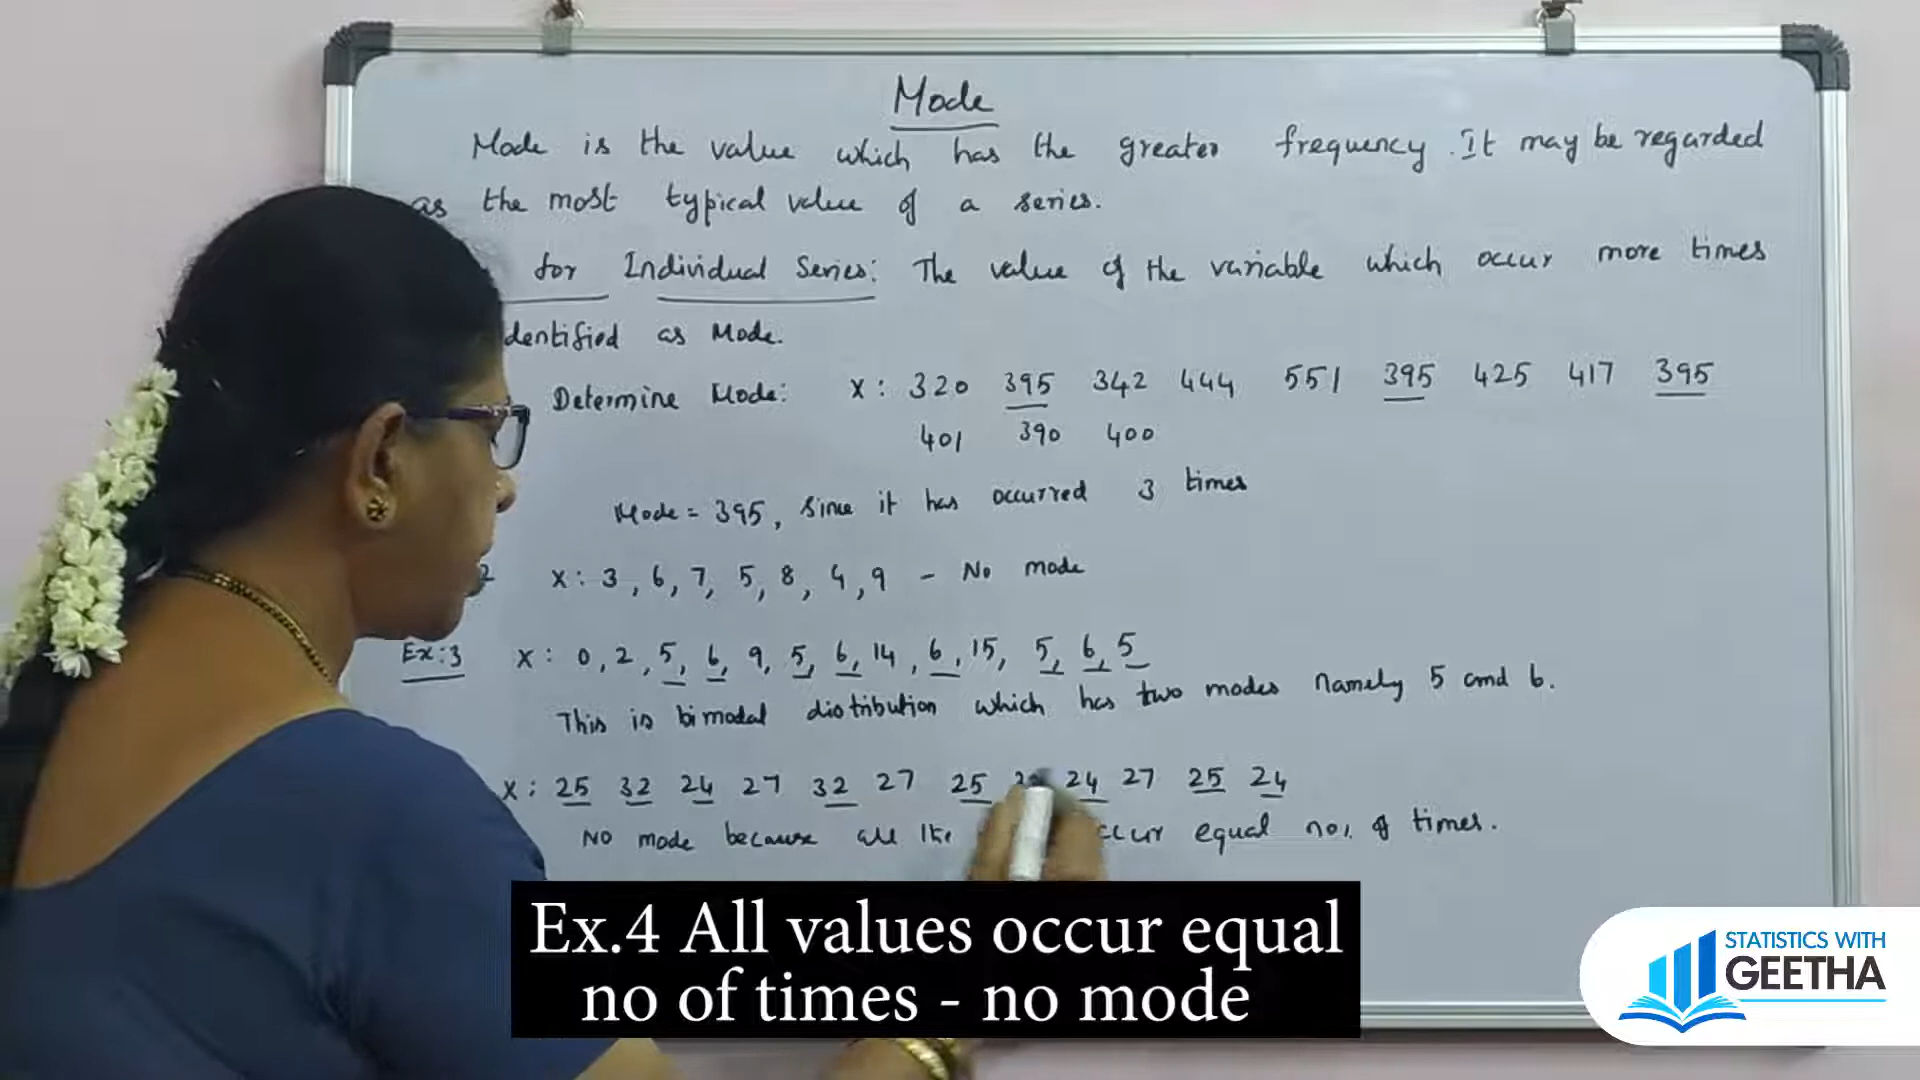 Mode
Mode is the value which has the greater frequency. It may be regarded
as the most typical value of a series.
for Individual Series: The value of the variable which occur more times
dentified as Mode.
Determine Mode: X: 320 395 342 444 551 395 425 417 395
401 390 400
Mode = 395, Since it has occurred 3 times
2 X: 3, 6, 7, 5, 8, 4, 9 - No mode
Ex:3 X: 0, 2, 5, 6, 9, 5, 6, 14, 6, 15, 5, 6, 5
This is bimodal distribution which has two modes namely 5 and 6.
X: 25 32 24 27 32 27 25 24 27 25 24
No mode because all the occur equal no. of times.
Ex.4 All values occur equal
no of times - no mode
STATISTICS WITH
GEETHA